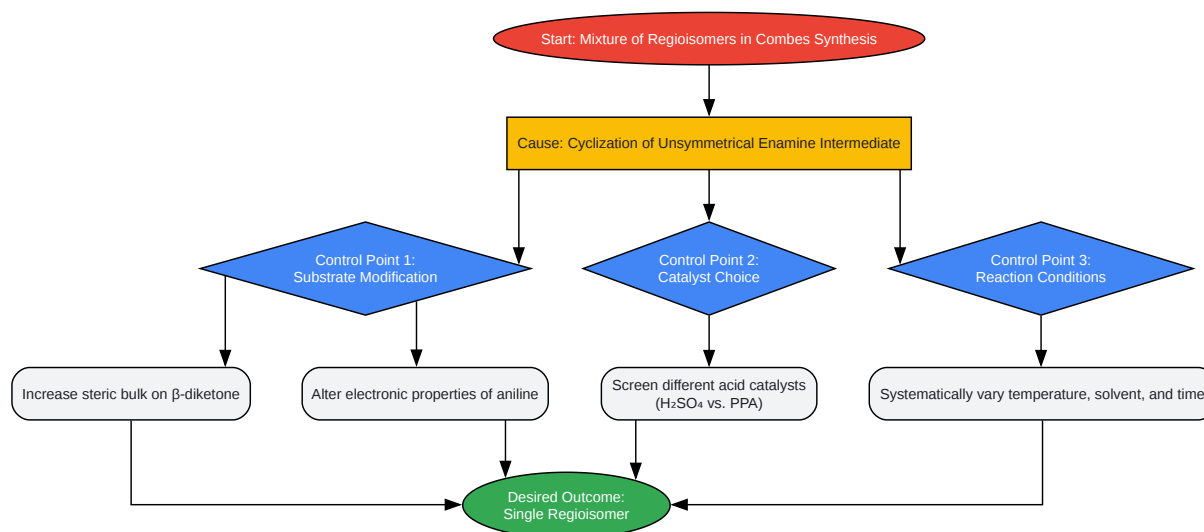 Start: Mixture of Regioisomers in Combes Synthesis
Cause: Cyclization of Unsymmetrical Enamine Intermediate
Control Point 1:
Substrate Modification
Control Point 2:
Catalyst Choice
Control Point 3:
Reaction Conditions
Increase steric bulk on β-diketone
Alter electronic properties of aniline
Screen different acid catalysts
(H₂SO₄ vs. PPA)
Systematically vary temperature, solvent, and time
Desired Outcome:
Single Regioisomer